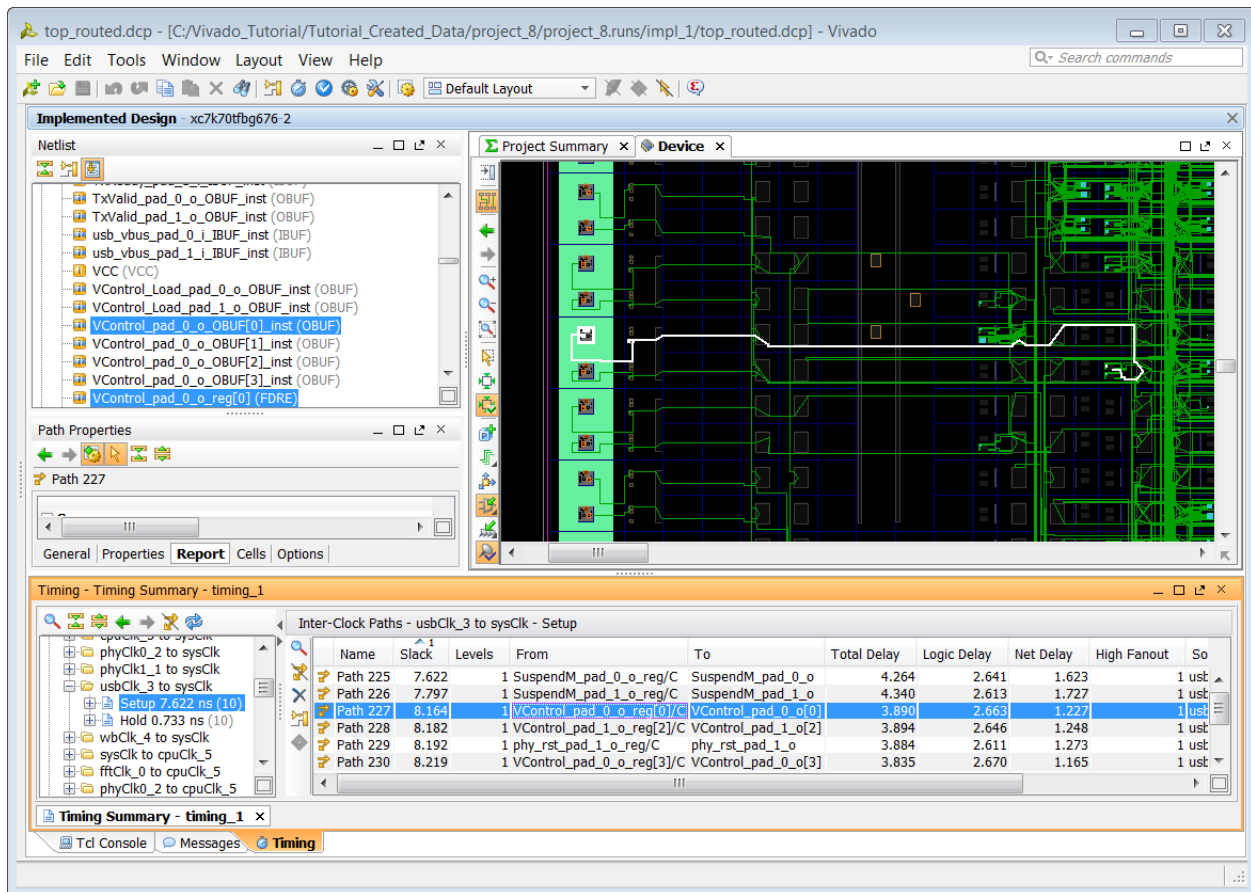 top_routed.dcp - [C:/Vivado_Tutorial/Tutorial_Created_Data/project_8/project_8.runs/impl_1/top_routed.dcp] - Vivado
File Edit Tools Window Layout View Help
Search commands
Default Layout
Implemented Design - xc7k70tfbg676-2
Netlist
TxValid_pad_0_o_OBUF_inst (OBUF)
TxValid_pad_1_o_OBUF_inst (OBUF)
usb_vbus_pad_0_i_IBUF_inst (IBUF)
usb_vbus_pad_1_i_IBUF_inst (IBUF)
VCC (VCC)
VControl_Load_pad_0_o_OBUF_inst (OBUF)
VControl_Load_pad_1_o_OBUF_inst (OBUF)
VControl_pad_0_o_OBUF[0]_inst (OBUF)
VControl_pad_0_o_OBUF[1]_inst (OBUF)
VControl_pad_0_o_OBUF[2]_inst (OBUF)
VControl_pad_0_o_OBUF[3]_inst (OBUF)
VControl_pad_0_o_reg[0] (FDRE)
Path Properties
Path 227
General Properties Report Cells Options
Project Summary Device
Timing - Timing Summary - timing_1
cpuClk_5 to sysClk
phyClk0_2 to sysClk
phyClk1_1 to sysClk
usbClk_3 to sysClk
Setup 7.622 ns (10)
Hold 0.733 ns (10)
wbClk_4 to sysClk
sysClk to cpuClk_5
fftClk_0 to cpuClk_5
phyClk0_2 to cpuClk_5
Inter-Clock Paths - usbClk_3 to sysClk - Setup
Name Slack 1 Levels From To Total Delay Logic Delay Net Delay High Fanout So
Path 225 7.622 1 SuspendM_pad_0_o_reg/C SuspendM_pad_0_o 4.264 2.641 1.623 1 usb
Path 226 7.797 1 SuspendM_pad_1_o_reg/C SuspendM_pad_1_o 4.340 2.613 1.727 1 usb
Path 227 8.164 1 VControl_pad_0_o_reg[0]/C VControl_pad_0_o[0] 3.890 2.663 1.227 1 usb
Path 228 8.182 1 VControl_pad_1_o_reg[2]/C VControl_pad_1_o[2] 3.894 2.646 1.248 1 usb
Path 229 8.192 1 phy_rst_pad_1_o_reg/C phy_rst_pad_1_o 3.884 2.611 1.273 1 usb
Path 230 8.219 1 VControl_pad_0_o_reg[3]/C VControl_pad_0_o[3] 3.835 2.670 1.165 1 usb
Timing Summary - timing_1
Tcl Console Messages Timing